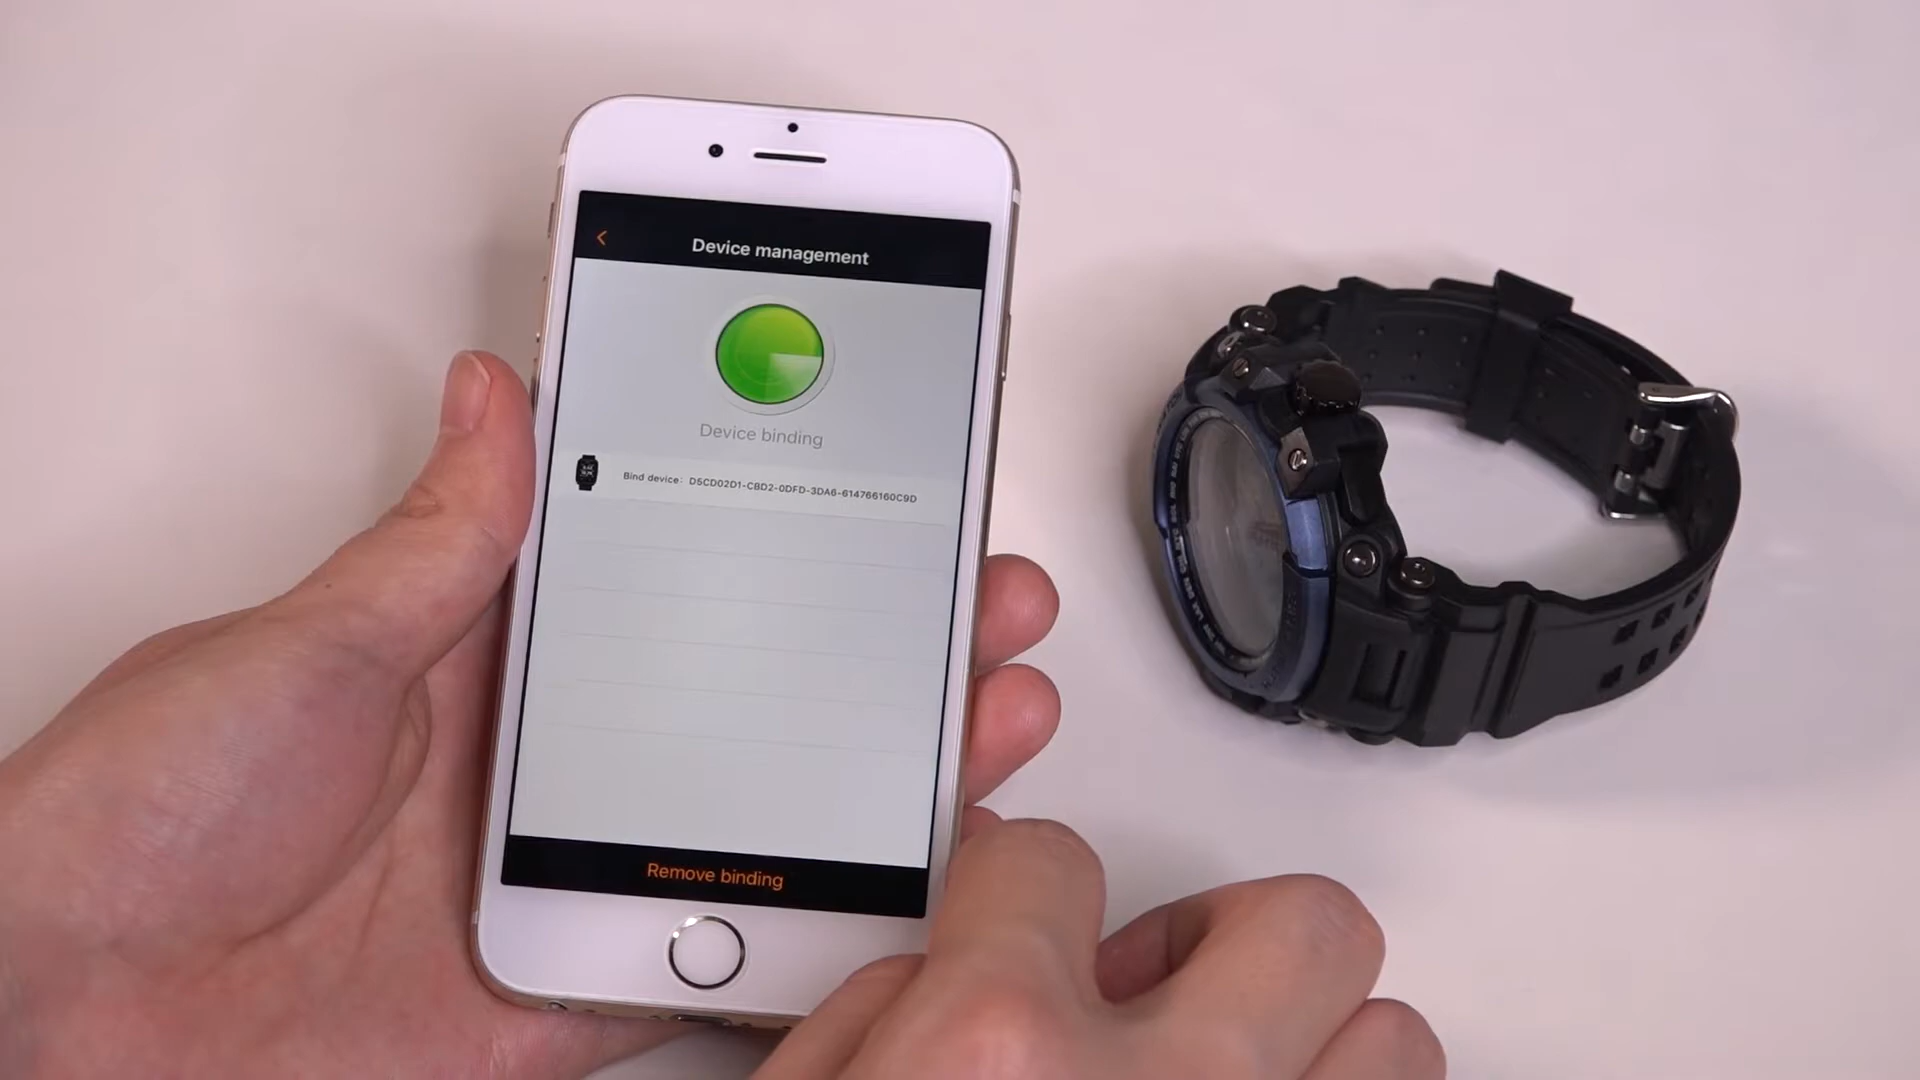 Device management
Device binding
Bind device: D5CD02D1-CBD2-0DFD-3DA6-614766160C9D
Remove binding